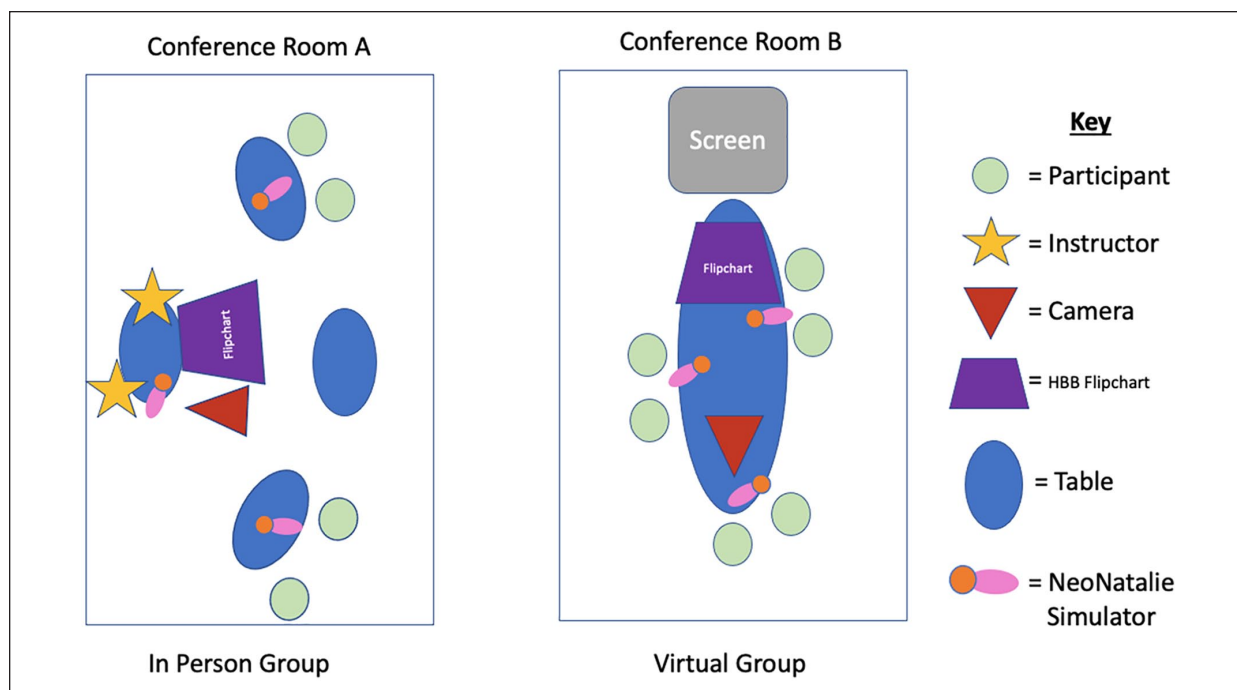 Conference Room A
Conference Room B
Screen
Flipchart
Flipchart
In Person Group
Virtual Group
Key
= Participant
= Instructor
= Camera
= HBB Flipchart
= Table
= NeoNatalie
Simulator